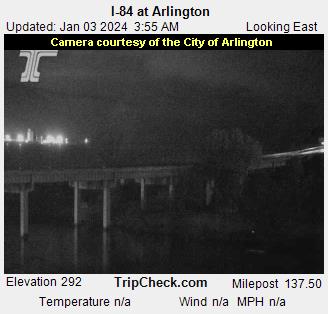 I-84 at Arlington
Updated: Jan 03 2024 3:55 AM Looking East
Camera courtesy of the City of Arlington
Elevation 292 TripCheck.com Milepost 137.50
Temperature n/a Wind n/a MPH n/a